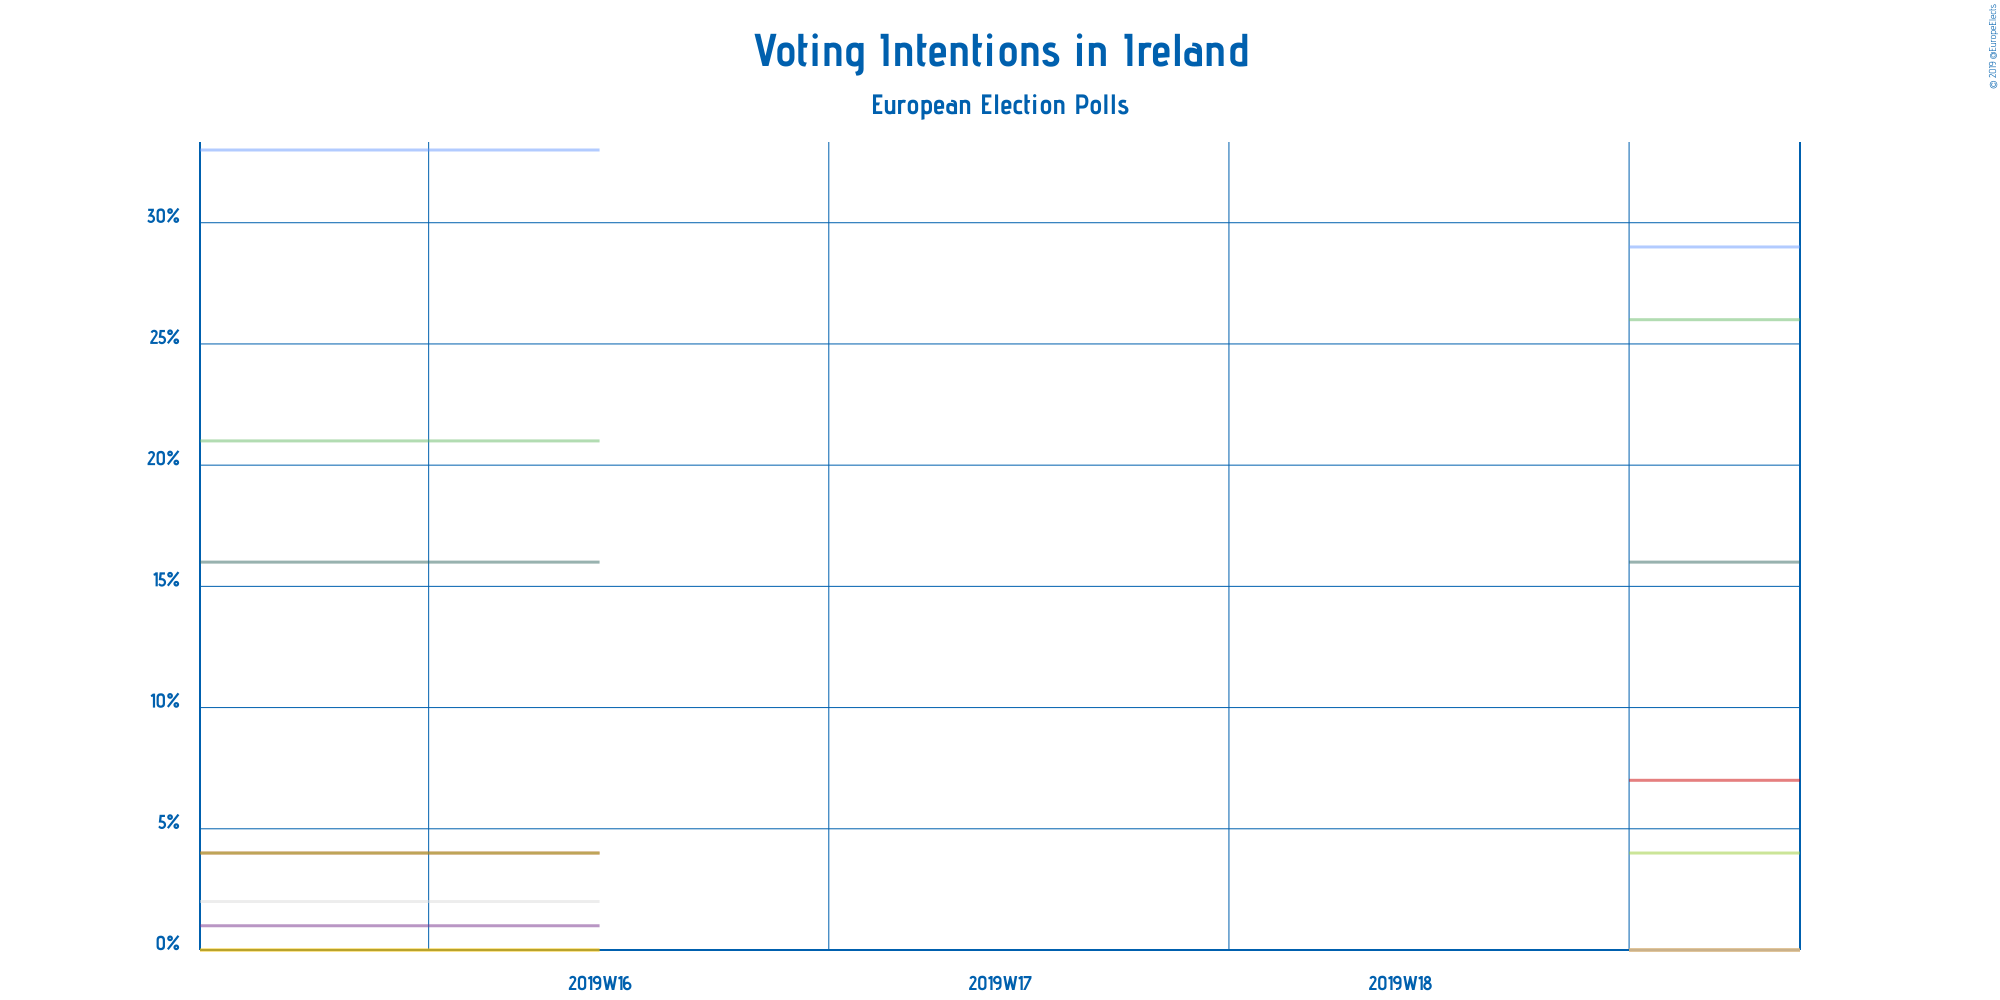 Voting Intentions in Ireland
European Election Polls
© 2019 @EuropeElects
30%
25%
20%
15%
10%
5%
0%
2019W16
2019W17
2019W18